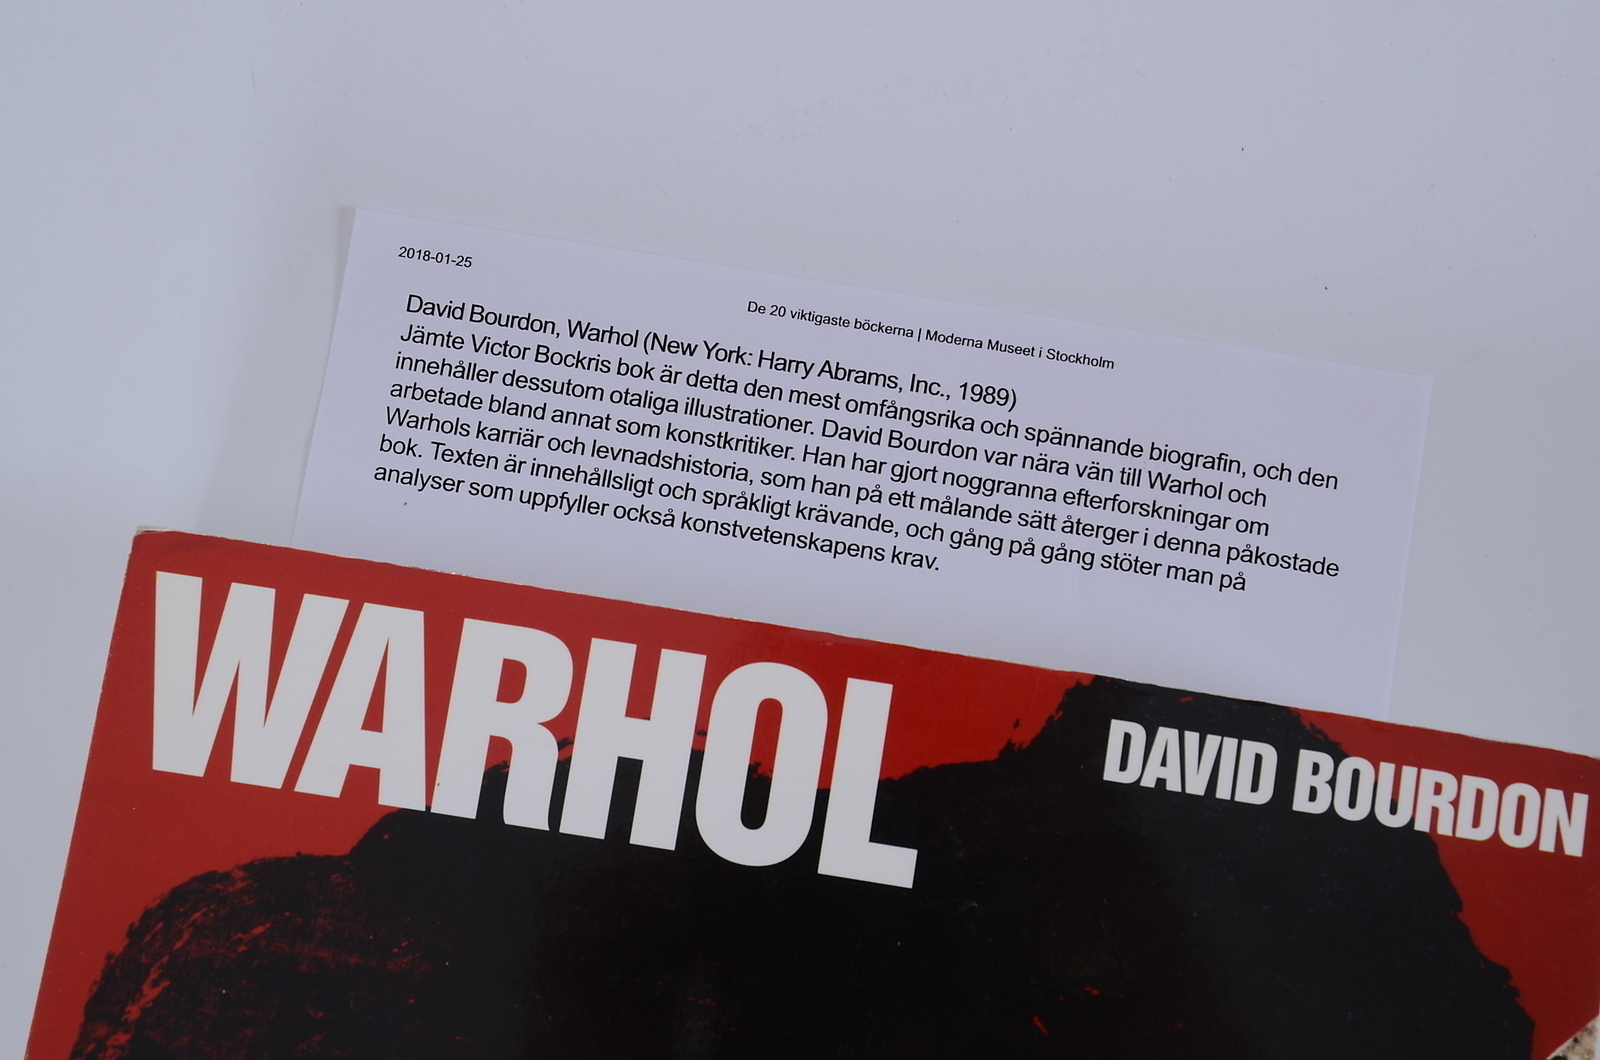 2018-01-25
De 20 viktigaste böckerna | Moderna Museet i Stockholm
David Bourdon, Warhol (New York: Harry Abrams, Inc., 1989)
Jämte Victor Bockris bok är detta den mest omfångsrika och spännande biografin, och den
innehåller dessutom otaliga illustrationer. David Bourdon var nära vän till Warhol och
arbetade bland annat som konstkritiker. Han har gjort noggranna efterforskningar om
Warhols karriär och levnadshistoria, som han på ett målande sätt återger i denna påkostade
bok. Texten är innehållsligt och språkligt krävande, och gång på gång stöter man på
analyser som uppfyller också konstvetenskapens krav.
WARHOL
DAVID BOURDON